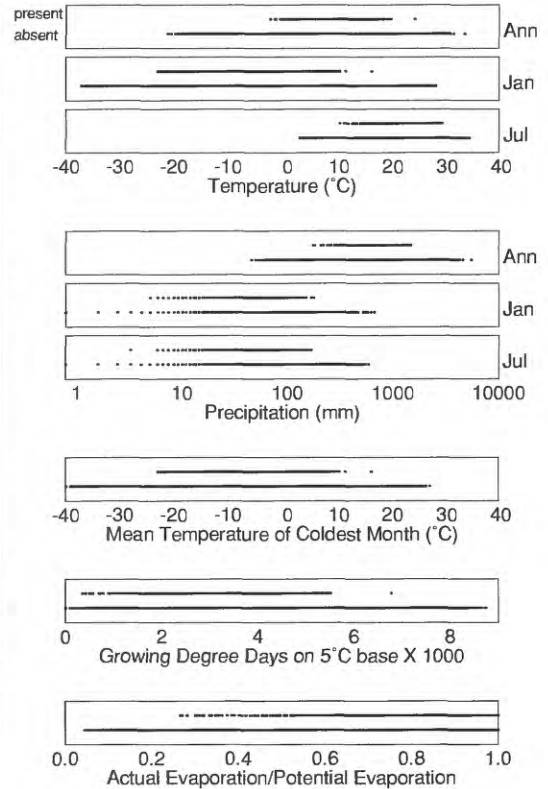 present
absent
Ann
Jan
Jul
-40 -30 -20 -10 0 10 20 30 40
Temperature (˚C)
Ann
Jan
Jul
1 10 100 1000 10000
Precipitation (mm)
-40 -30 -20 -10 0 10 20 30 40
Mean Temperature of Coldest Month (˚C)
0 2 4 6 8
Growing Degree Days on 5˚C base X 1000
0.0 0.2 0.4 0.6 0.8 1.0
Actual Evaporation/Potential Evaporation